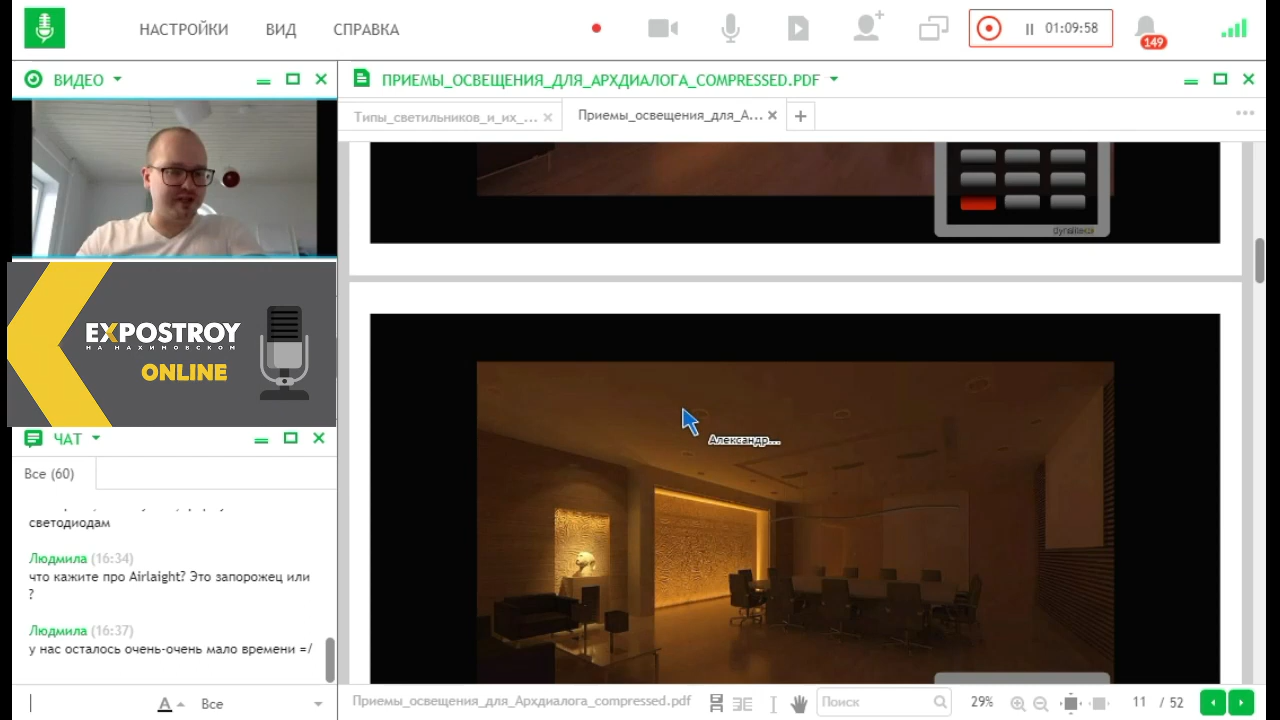 НАСТРОЙКИ ВИД СПРАВКА
01:09:58
149
ВИДЕО
ПРИЕМЫ_ОСВЕЩЕНИЯ_ДЛЯ_АРХДИАЛОГА_COMPRESSED.PDF
Типы_светильников_и_их_...
Приемы_освещения_для_А...
dynalite
EXPOSTROY
НА НАХИМОВСКОМ
ONLINE
Александр...
ЧАТ
Все (60)
светодиодам
Людмила (16:34)
что кажите про Airlaight? Это запорожец или
?
Людмила (16:37)
у нас осталось очень-очень мало времени =/
A Все
Приемы_освещения_для_Архдиалога_compressed.pdf
Поиск
29%
11 / 52